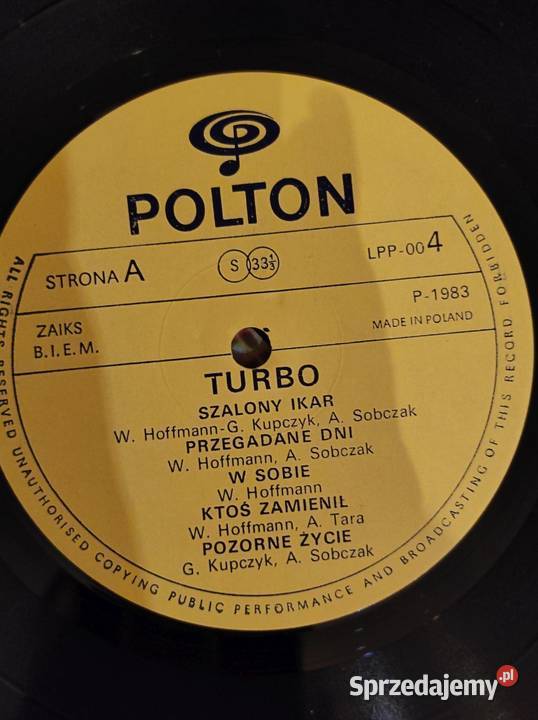 POLTON
STRONA A
S 33⅓
LPP-004
ZAIKS
B.I.E.M.
P-1983
MADE IN POLAND
TURBO
SZALONY IKAR
W. Hoffmann-G. Kupczyk, A. Sobczak
PRZEGADANE DNI
W. Hoffmann, A. Sobczak
W SOBIE
W. Hoffmann
KTOŚ ZAMIENIŁ
W. Hoffmann, A. Tara
POZORNE ŻYCIE
G. Kupczyk, A. Sobczak
ALL RIGHTS RESERVED UNAUTHORISED COPYING PUBLIC PERFORMANCE AND BROADCASTING OF THIS RECORD FORBIDDEN
Sprzedajemy.pl